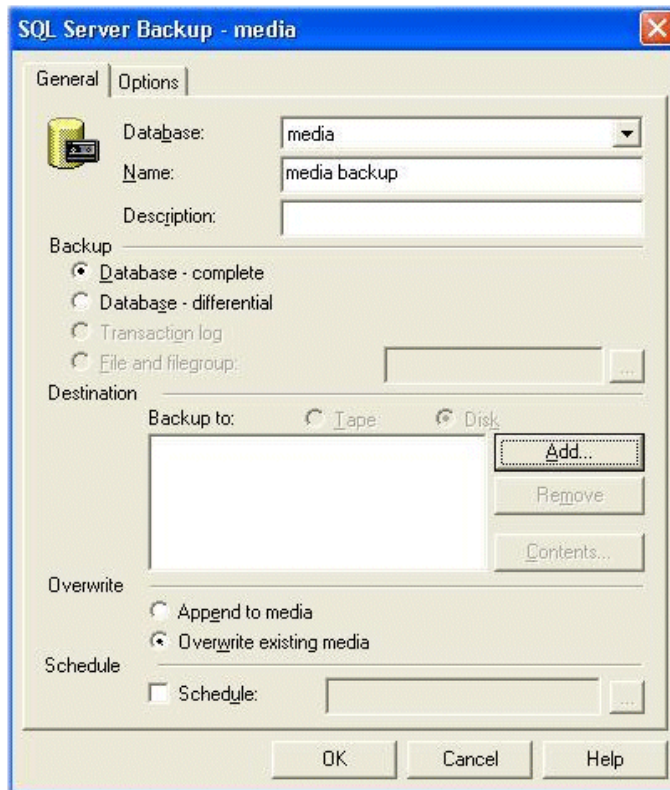 SQL Server Backup - media
General Options
Database: media
Name: media backup
Description:
Backup
Database - complete
Database - differential
Transaction log
File and filegroup: ...
Destination
Backup to: Tape Disk
Add...
Remove
Contents...
Overwrite
Append to media
Overwrite existing media
Schedule
Schedule: ...
OK Cancel Help